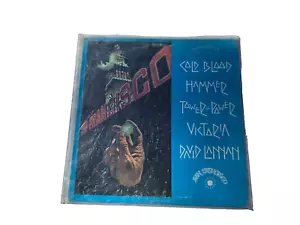 COLD BLOOD
HAMMER
TOWER OF POWER
VICTORIA
DAVID LANNAN